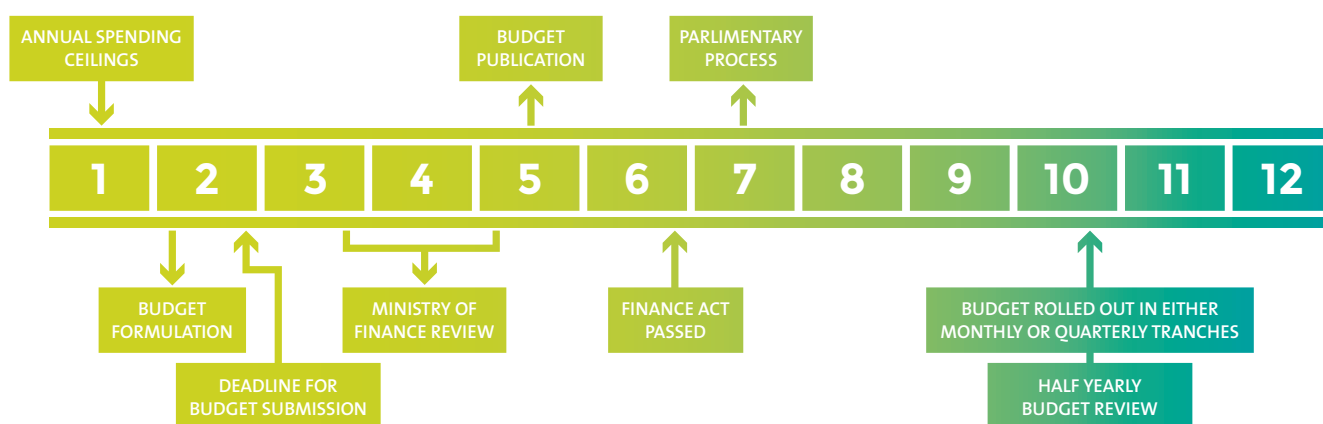 ANNUAL SPENDING
CEILINGS
BUDGET
PUBLICATION
PARLIMENTARY
PROCESS
1 2 3 4 5 6 7 8 9 10 11 12
BUDGET
FORMULATION
DEADLINE FOR
BUDGET SUBMISSION
MINISTRY OF
FINANCE REVIEW
FINANCE ACT
PASSED
BUDGET ROLLED OUT IN EITHER
MONTHLY OR QUARTERLY TRANCHES
HALF YEARLY
BUDGET REVIEW